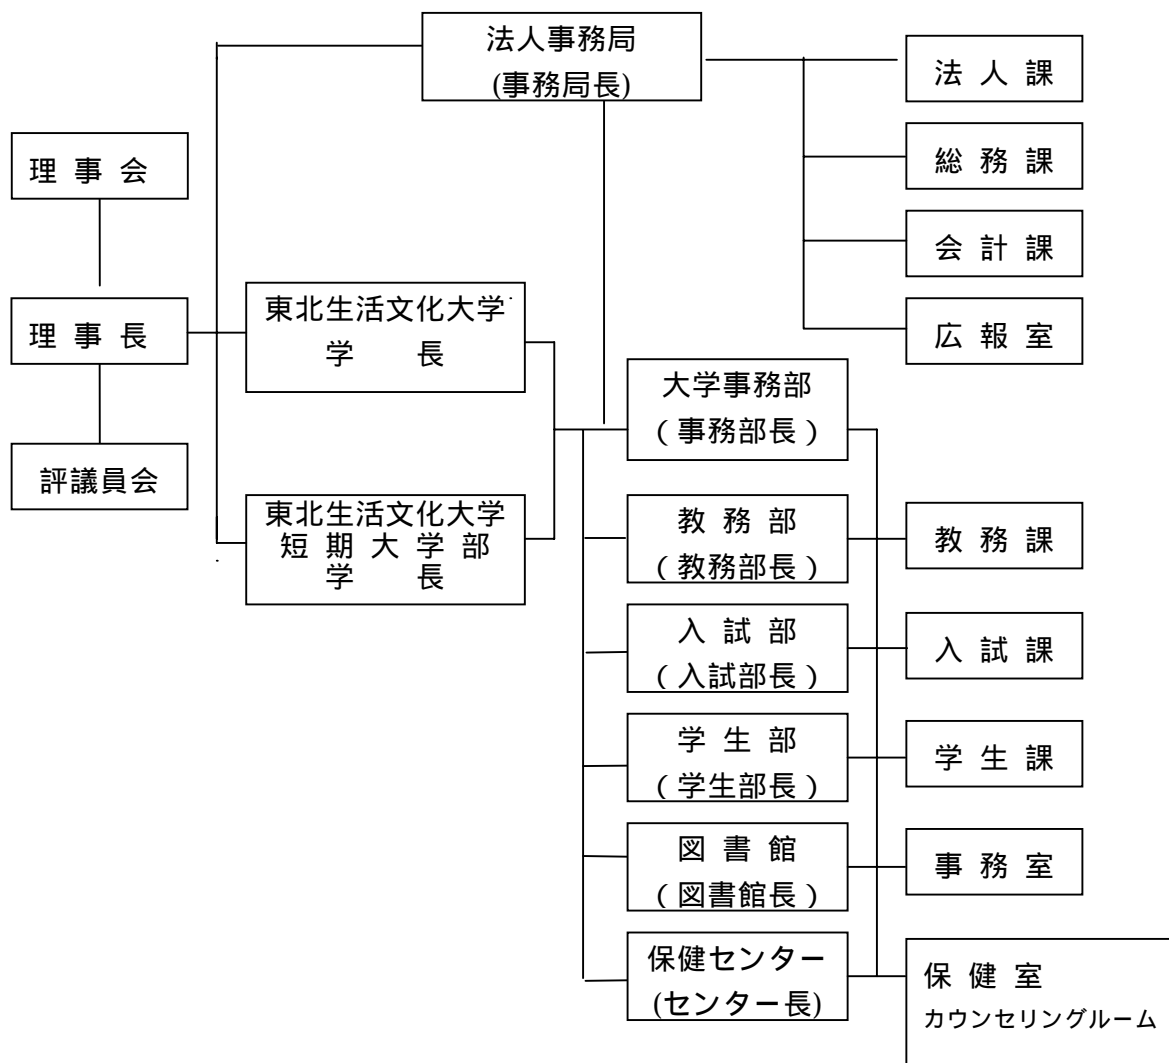 法人事務局
(事務局長)
法 人 課
総 務 課
会 計 課
広 報 室
理 事 会
理 事 長
評議員会
東北生活文化大学
学 長
東北生活文化大学
短 期 大 学 部
学 長
大学事務部
( 事務部長 )
教 務 部
( 教務部長 )
教 務 課
入 試 部
( 入試部長 )
入 試 課
学 生 部
( 学生部長 )
学 生 課
図 書 館
( 図書館長 )
事 務 室
保健センター
(センター長)
保 健 室
カウンセリングルーム